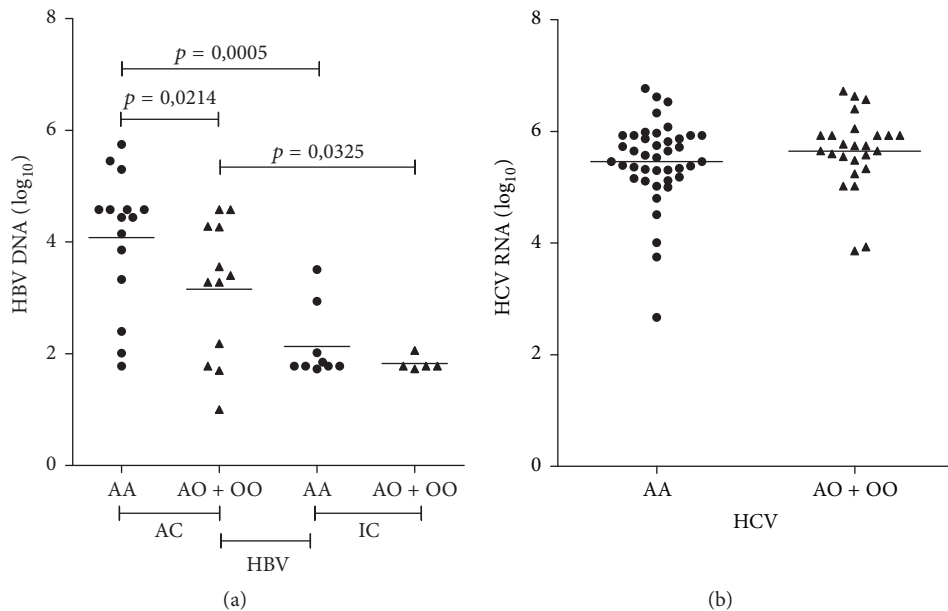 8
6
4
2
0
HBV DNA (log10)
p = 0,0005
p = 0,0214
p = 0,0325
AA
AO + OO
AA
AO + OO
AC
IC
HBV
(a)
8
6
4
2
0
HCV RNA (log10)
AA
AO + OO
HCV
(b)